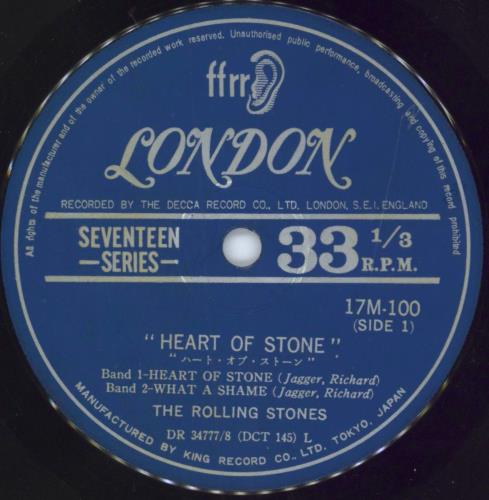 All rights of the manufacturer and of the owner of the recorded work reserved. Unauthorised public performance, broadcasting and copying of this record prohibited
ffrr
LONDON
RECORDED BY THE DECCA RECORD CO., LTD. LONDON, S.E.I. ENGLAND
SEVENTEEN
—SERIES—
33 1/3
R.P.M.
17M-100
(SIDE 1)
"HEART OF STONE"
"ハート・オブ・ストーン"
Band 1-HEART OF STONE (Jagger, Richard)
Band 2-WHAT A SHAME (Jagger, Richard)
THE ROLLING STONES
DR 34777/8 (DCT 145) L
MANUFACTURED BY KING RECORD CO., LTD. TOKYO, JAPAN